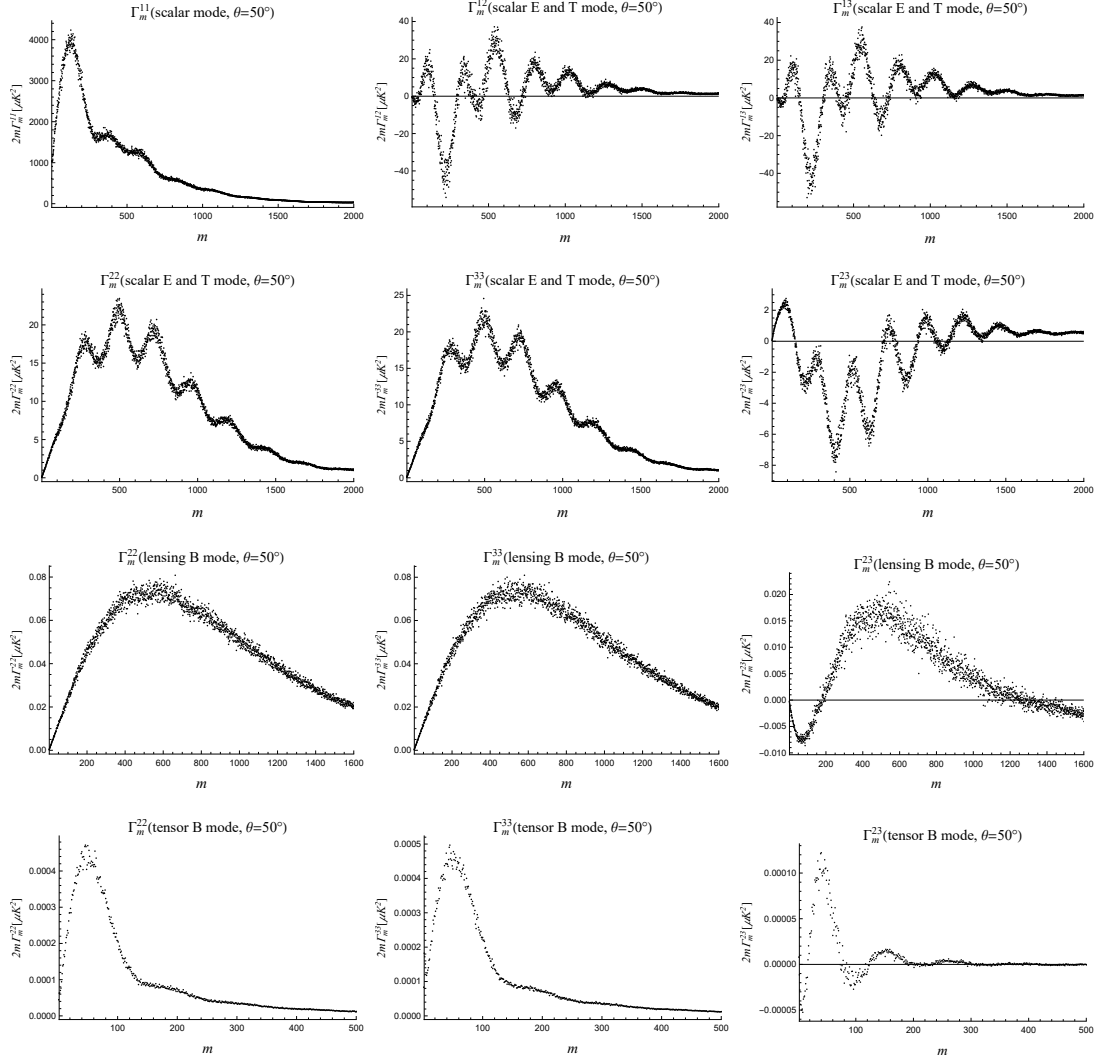 Γ_m^{11}(scalar mode, θ=50°)
2mΓ_m^{11}[μK²]
4000
3000
2000
1000
0
500 1000 1500 2000
m
Γ_m^{12}(scalar E and T mode, θ=50°)
2mΓ_m^{12}[μK²]
40
20
0
−20
−40
500 1000 1500 2000
m
Γ_m^{13}(scalar E and T mode, θ=50°)
2mΓ_m^{13}[μK²]
40
20
0
−20
−40
500 1000 1500 2000
m
Γ_m^{22}(scalar E and T mode, θ=50°)
2mΓ_m^{22}[μK²]
20
15
10
5
0
500 1000 1500 2000
m
Γ_m^{33}(scalar E and T mode, θ=50°)
2mΓ_m^{33}[μK²]
25
20
15
10
5
0
500 1000 1500 2000
m
Γ_m^{23}(scalar E and T mode, θ=50°)
2mΓ_m^{23}[μK²]
2
0
−2
−4
−6
−8
500 1000 1500 2000
m
Γ_m^{22}(lensing B mode, θ=50°)
2mΓ_m^{22}[μK²]
0.08
0.06
0.04
0.02
0.00
200 400 600 800 1000 1200 1400 1600
m
Γ_m^{33}(lensing B mode, θ=50°)
2mΓ_m^{33}[μK²]
0.08
0.06
0.04
0.02
0.00
200 400 600 800 1000 1200 1400 1600
m
Γ_m^{23}(lensing B mode, θ=50°)
2mΓ_m^{23}[μK²]
0.020
0.015
0.010
0.005
0.000
−0.005
−0.010
200 400 600 800 1000 1200 1400 1600
m
Γ_m^{22}(tensor B mode, θ=50°)
2mΓ_m^{22}[μK²]
0.0004
0.0003
0.0002
0.0001
0.0000
100 200 300 400 500
m
Γ_m^{33}(tensor B mode, θ=50°)
2mΓ_m^{33}[μK²]
0.0005
0.0004
0.0003
0.0002
0.0001
0.0000
100 200 300 400 500
m
Γ_m^{23}(tensor B mode, θ=50°)
2mΓ_m^{23}[μK²]
0.00010
0.00005
0.00000
−0.00005
100 200 300 400 500
m